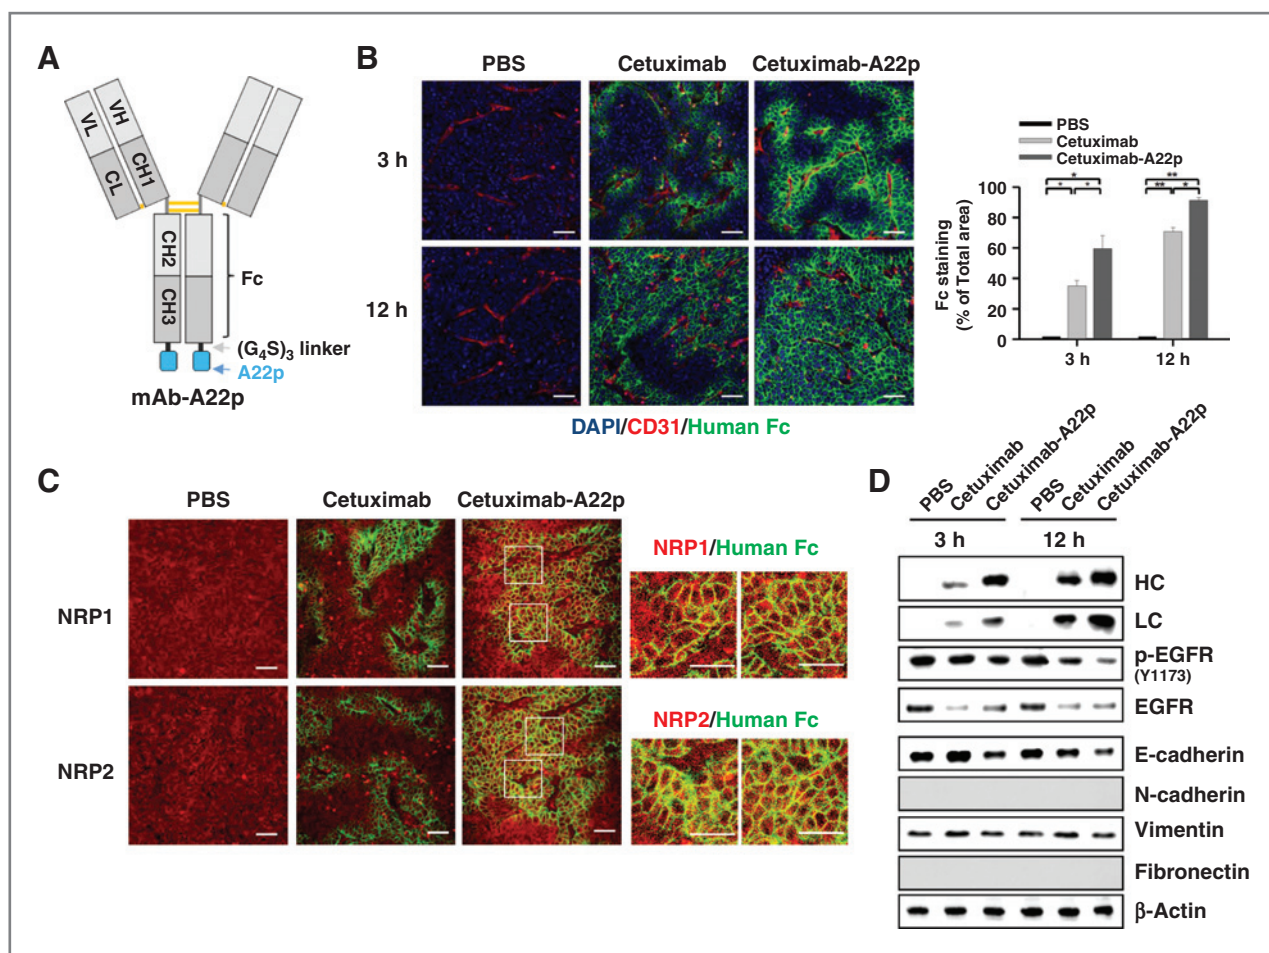 A
VL
VH
CL
CH1
CH2
CH3
Fc
(G4S)3 linker
A22p
mAb-A22p
B
PBS
Cetuximab
Cetuximab-A22p
3 h
12 h
DAPI/CD31/Human Fc
PBS
Cetuximab
Cetuximab-A22p
* * *
** ** *
Fc staining
(% of Total area)
100
80
60
40
20
0
3 h
12 h
C
PBS
Cetuximab
Cetuximab-A22p
NRP1
NRP1/Human Fc
NRP2
NRP2/Human Fc
D
PBS
Cetuximab
Cetuximab-A22p
PBS
Cetuximab
Cetuximab-A22p
3 h
12 h
HC
LC
p-EGFR
(Y1173)
EGFR
E-cadherin
N-cadherin
Vimentin
Fibronectin
β-Actin